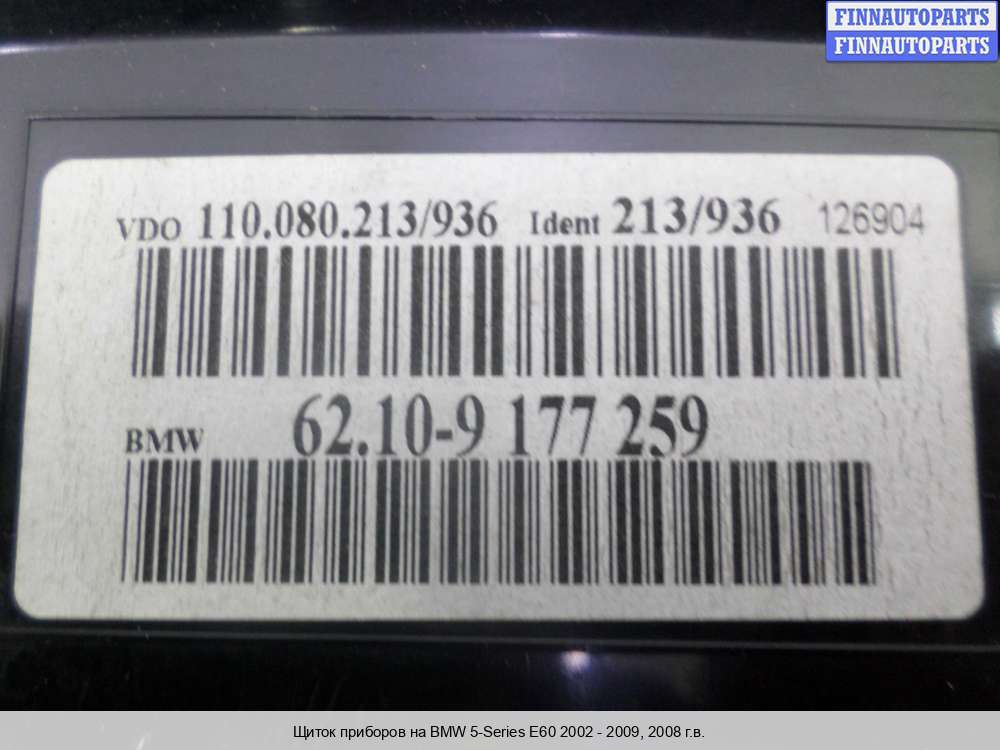 FINNAUTOPARTS
FINNAUTOPARTS
VDO 110.080.213/936 Ident 213/936 126904
BMW 62.10-9 177 259
Щиток приборов на BMW 5-Series E60 2002 - 2009, 2008 г.в.